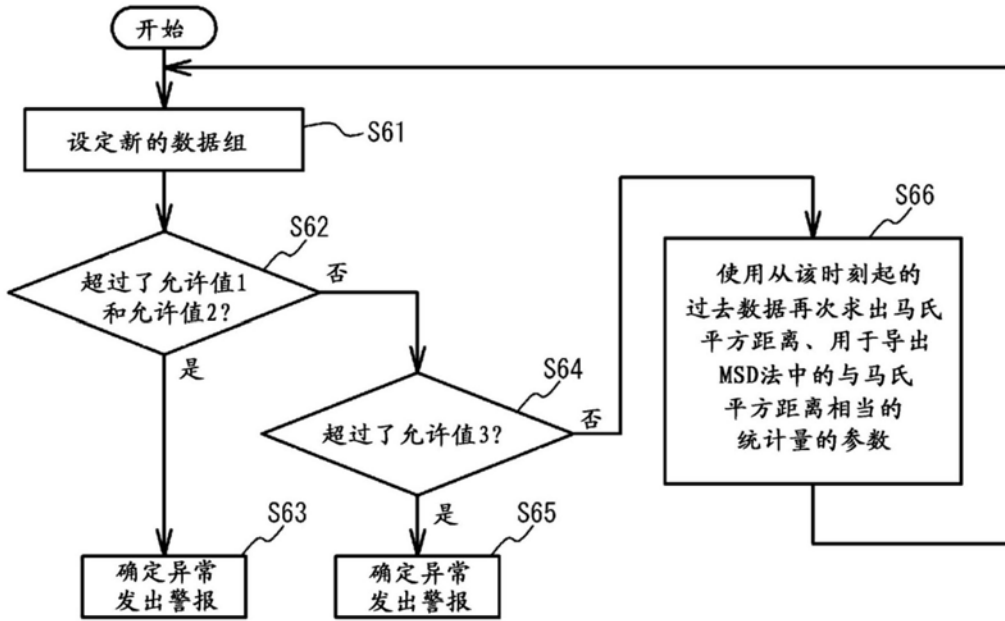 开始
设定新的数据组
S61
S62
超过了允许值1
和允许值2?
否
是
S64
超过了允许值3?
否
是
S66
使用从该时刻起的
过去数据再次求出马氏
平方距离、用于导出
MSD法中的与马氏
平方距离相当的
统计量的参数
S63
确定异常
发出警报
S65
确定异常
发出警报